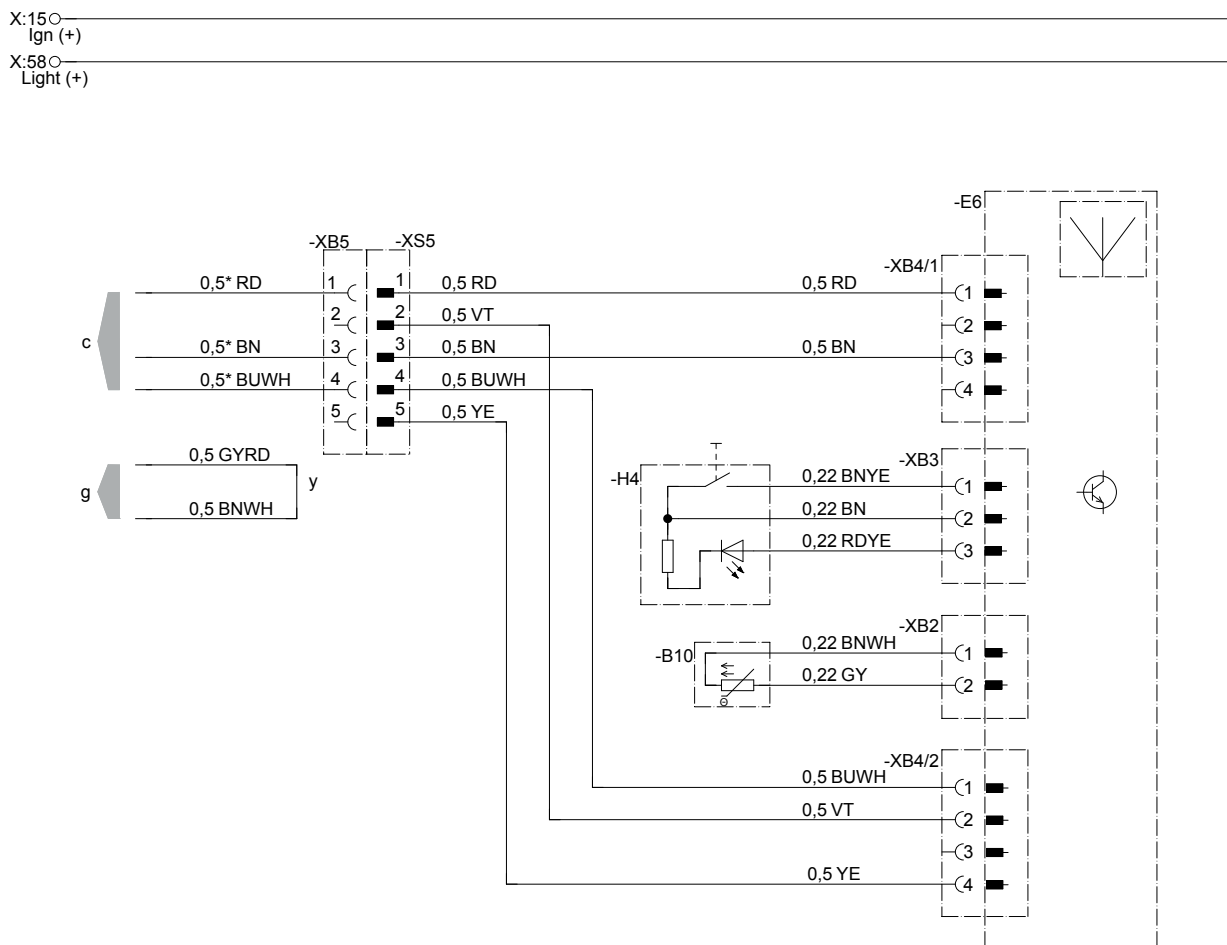 X:15
Ign (+)
X:58
Light (+)
-E6
-XB5 -XS5
-XB4/1
0,5* RD 1 1 0,5 RD 0,5 RD 1
2 2 0,5 VT 2
c 0,5* BN 3 3 0,5 BN 0,5 BN 3
0,5* BUWH 4 4 0,5 BUWH 4
5 5 0,5 YE
0,5 GYRD
g y
0,5 BNWH
-XB3
-H4 0,22 BNYE 1
0,22 BN 2
0,22 RDYE 3
-XB2
-B10 0,22 BNWH 1
0,22 GY 2
Θ
-XB4/2
0,5 BUWH 1
0,5 VT 2
3
0,5 YE 4